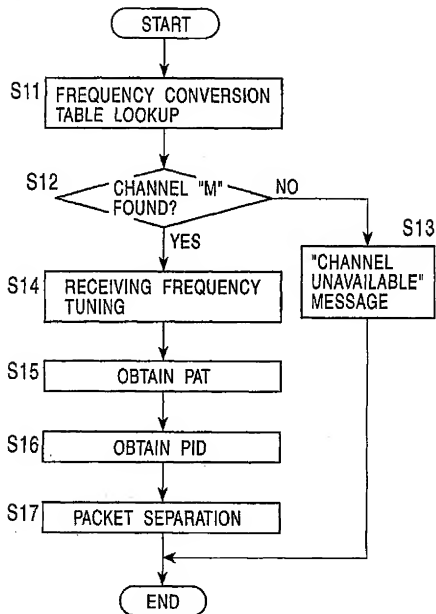 START
S11
FREQUENCY CONVERSION
TABLE LOOKUP
S12
CHANNEL "M"
FOUND?
NO
YES
S13
"CHANNEL
UNAVAILABLE"
MESSAGE
S14
RECEIVING FREQUENCY
TUNING
S15
OBTAIN PAT
S16
OBTAIN PID
S17
PACKET SEPARATION
END